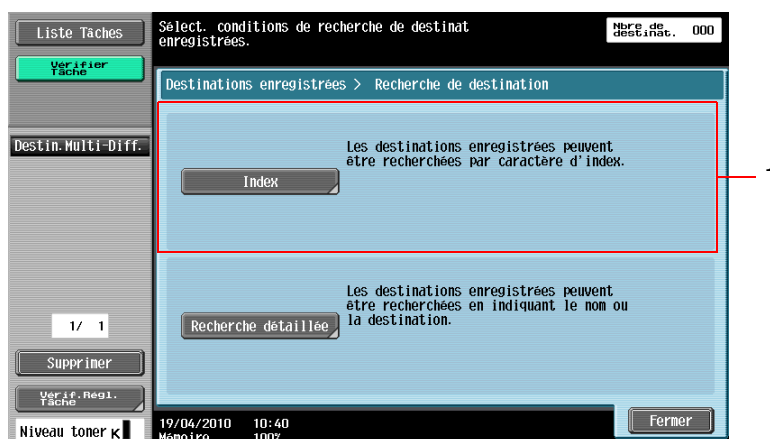 Liste Tâches
Sélect. conditions de recherche de destinat
enregistrées.
Nbre de
destinat. 000
Vérifier
Tâche
Destinations enregistrées > Recherche de destination
Destin.Multi-Diff.
Les destinations enregistrées peuvent
être recherchées par caractère d'index.
Index
Les destinations enregistrées peuvent
être recherchées en indiquant le nom ou
la destination.
Recherche détaillée
1/ 1
Supprimer
Vérif.Régl.
Tâche
Fermer
Niveau toner K
19/04/2010 10:40
Mémoire 100%